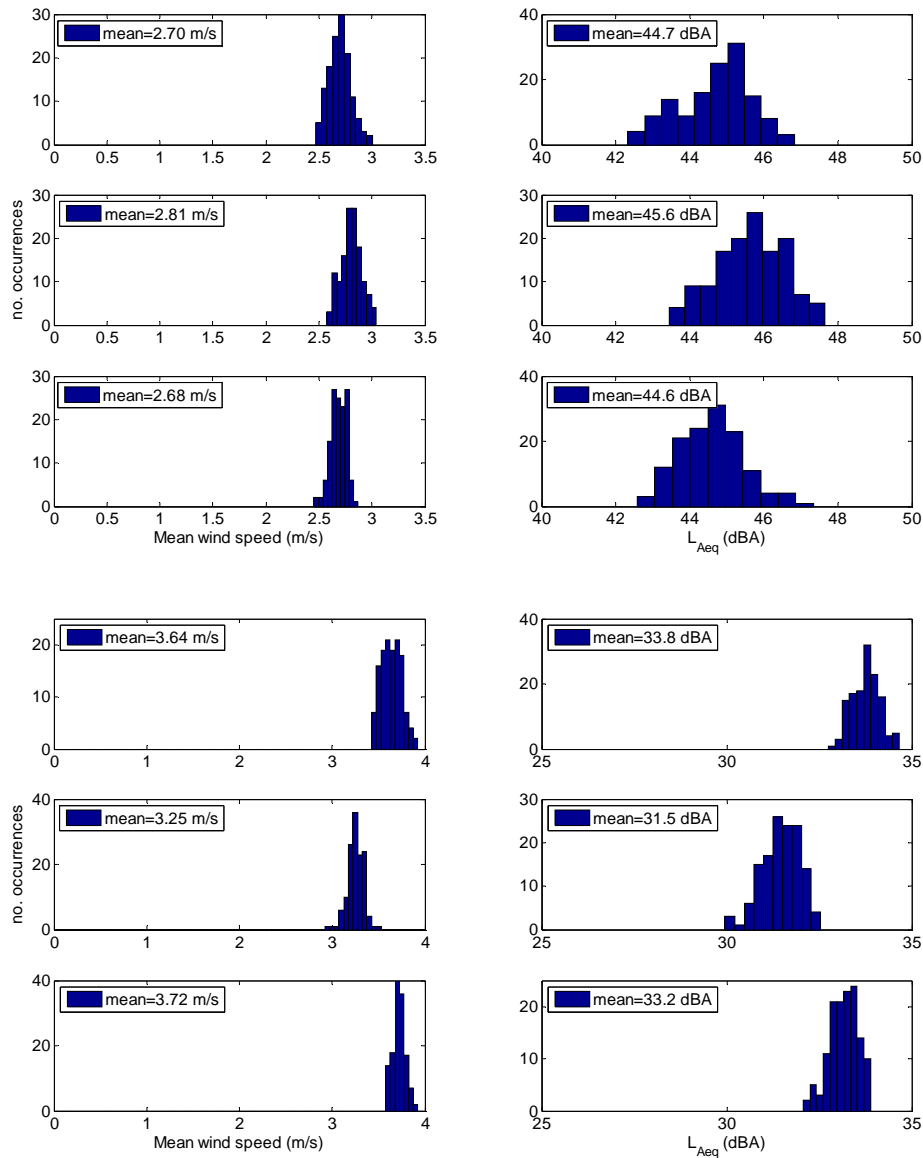 30
20
10
0
mean=2.70 m/s
0 0.5 1 1.5 2 2.5 3 3.5
40
20
0
mean=44.7 dBA
40 42 44 46 48 50
no. occurrences
30
20
10
0
mean=2.81 m/s
0 0.5 1 1.5 2 2.5 3 3.5
30
20
10
0
mean=45.6 dBA
40 42 44 46 48 50
30
20
10
0
mean=2.68 m/s
0 0.5 1 1.5 2 2.5 3 3.5
Mean wind speed (m/s)
40
20
0
mean=44.6 dBA
40 42 44 46 48 50
L_Aeq (dBA)
20
10
0
mean=3.64 m/s
0 1 2 3 4
40
20
0
mean=33.8 dBA
25 30 35
no. occurrences
40
20
0
mean=3.25 m/s
0 1 2 3 4
30
20
10
0
mean=31.5 dBA
25 30 35
40
20
0
mean=3.72 m/s
0 1 2 3 4
Mean wind speed (m/s)
20
10
0
mean=33.2 dBA
25 30 35
L_Aeq (dBA)